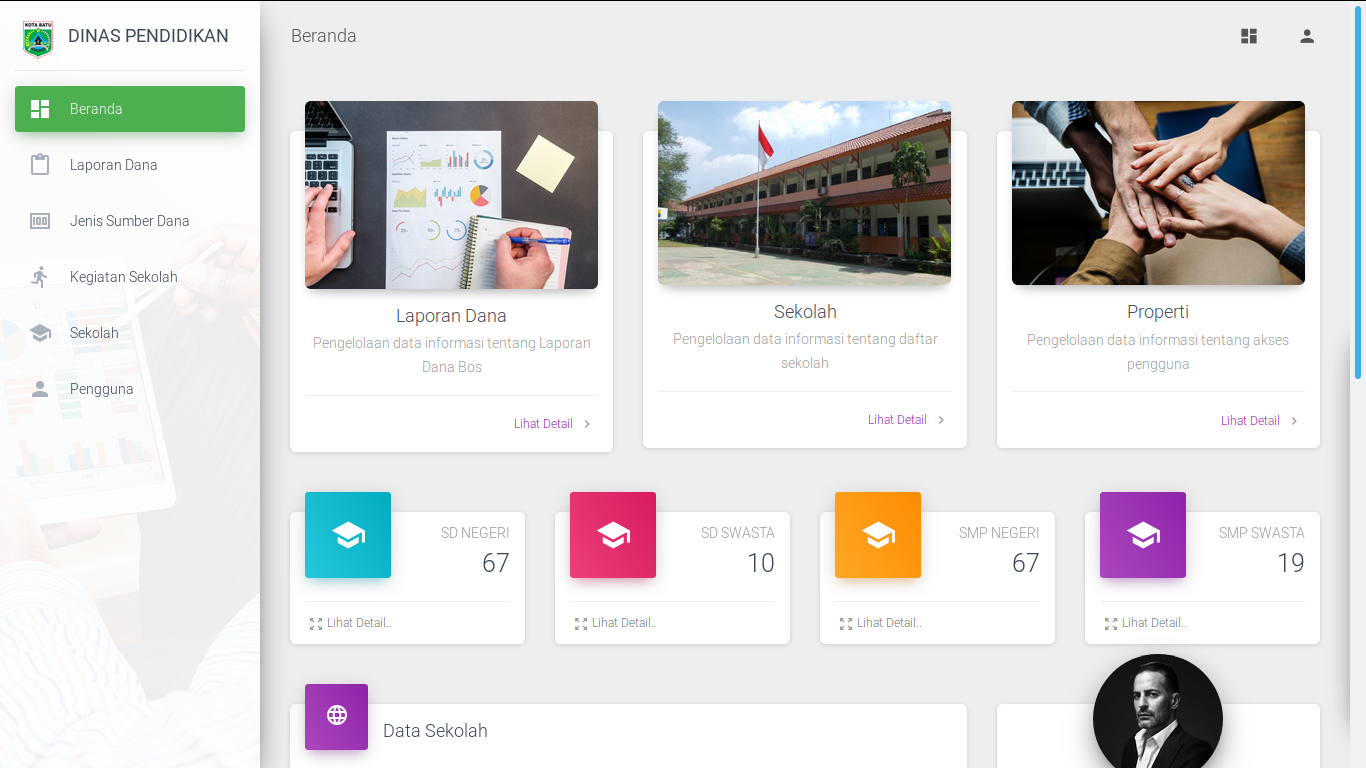 KOTA BATU
DINAS PENDIDIKAN
Beranda
Laporan Dana
Jenis Sumber Dana
Kegiatan Sekolah
Sekolah
Pengguna
Beranda
Laporan Dana
Pengelolaan data informasi tentang Laporan
Dana Bos
Lihat Detail
Sekolah
Pengelolaan data informasi tentang daftar
sekolah
Lihat Detail
Properti
Pengelolaan data informasi tentang akses
pengguna
Lihat Detail
SD NEGERI
67
Lihat Detail..
SD SWASTA
10
Lihat Detail..
SMP NEGERI
67
Lihat Detail..
SMP SWASTA
19
Lihat Detail..
Data Sekolah